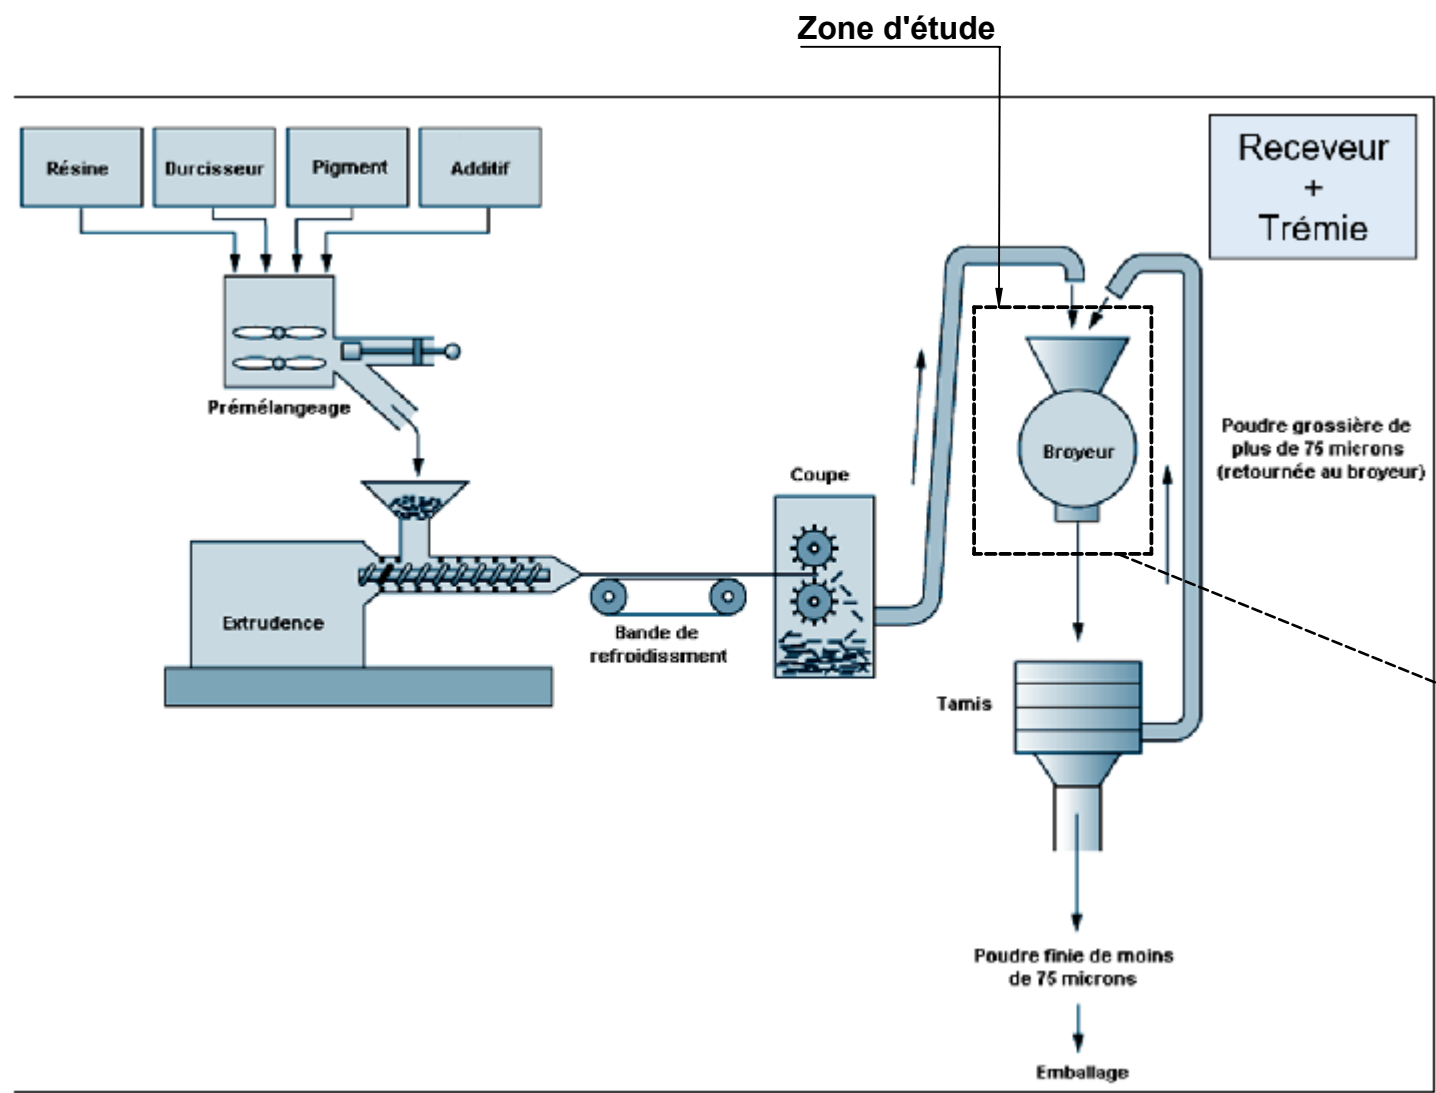 Zone d'étude
Résine
Durcisseur
Pigment
Additif
Receveur
+
Trémie
Prémélangeage
Broyeur
Poudre grossière de
plus de 75 microns
(retournée au broyeur)
Coupe
Extrudence
Bande de
refroidissment
Tamis
Poudre finie de moins
de 75 microns
Emballage